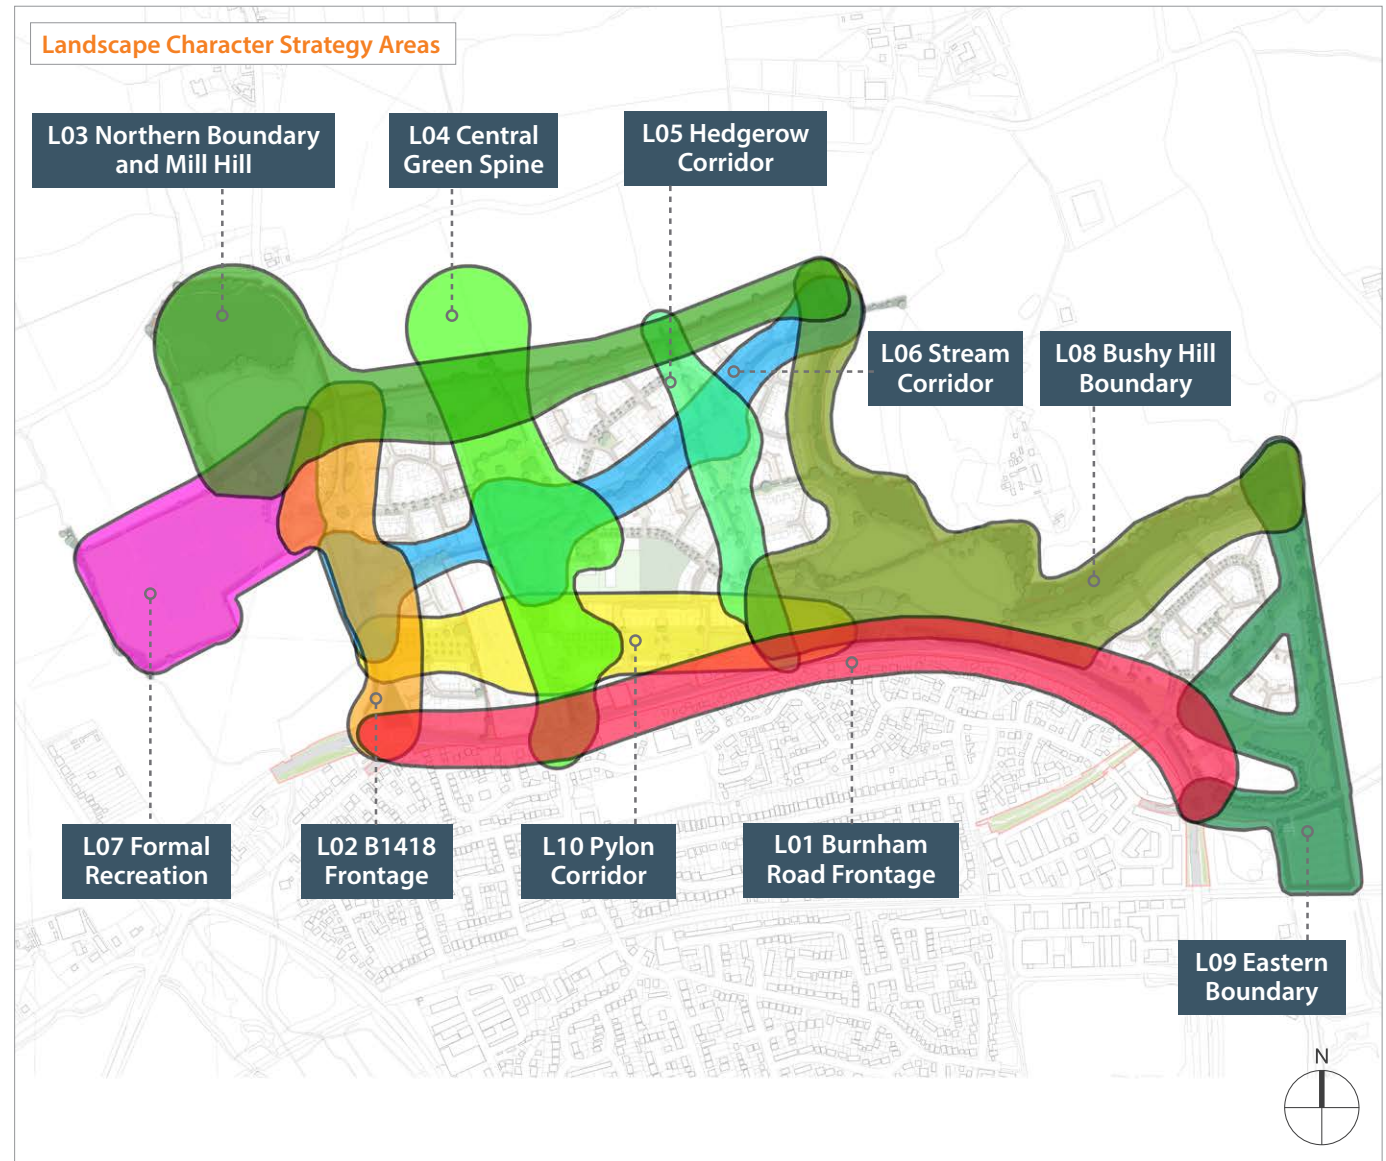 Landscape Character Strategy Areas
L03 Northern Boundary
and Mill Hill
L04 Central
Green Spine
L05 Hedgerow
Corridor
L06 Stream
Corridor
L08 Bushy Hill
Boundary
L07 Formal
Recreation
L02 B1418
Frontage
L10 Pylon
Corridor
L01 Burnham
Road Frontage
L09 Eastern
Boundary
N